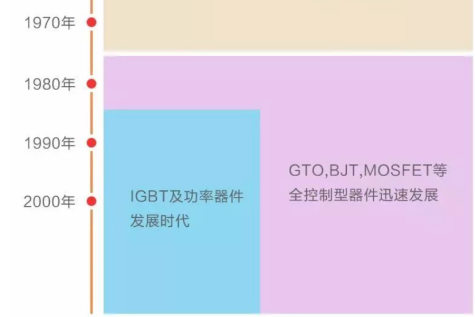 1970年
1980年
1990年
2000年
GTO,BJT,MOSFET等
全控制型器件迅速发展
IGBT及功率器件
发展时代